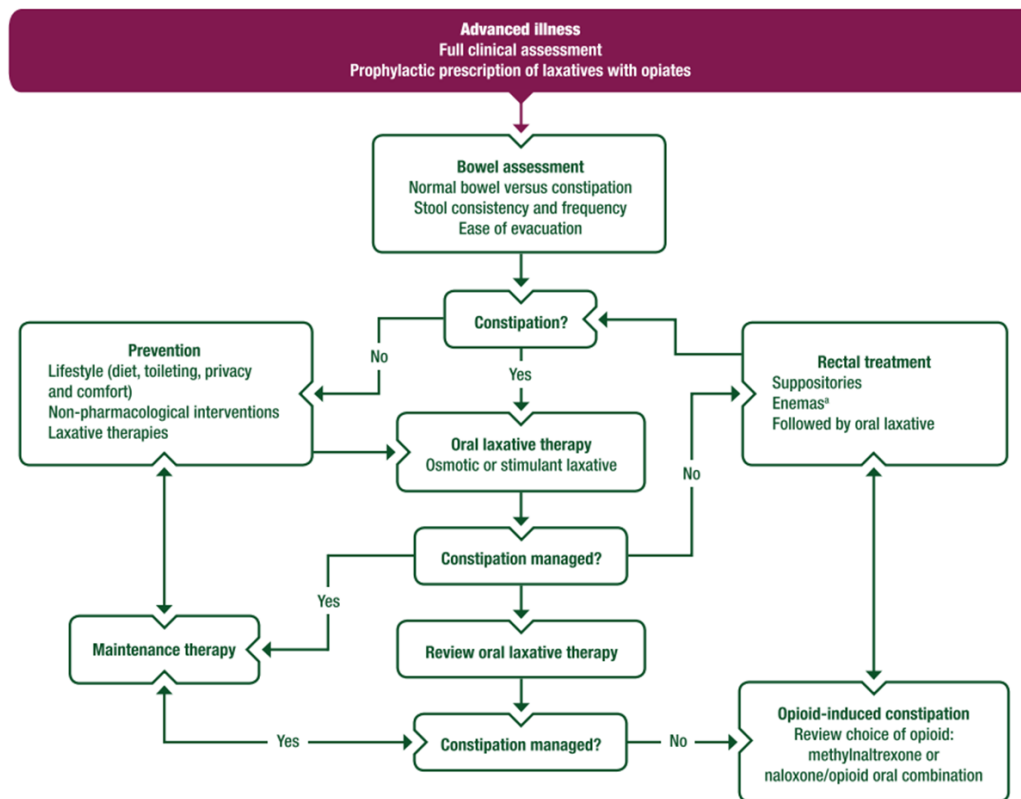 Advanced illness
Full clinical assessment
Prophylactic prescription of laxatives with opiates
Bowel assessment
Normal bowel versus constipation
Stool consistency and frequency
Ease of evacuation
Constipation?
No
Yes
Prevention
Lifestyle (diet, toileting, privacy
and comfort)
Non-pharmacological interventions
Laxative therapies
Rectal treatment
Suppositories
Enemasᵃ
Followed by oral laxative
Oral laxative therapy
Osmotic or stimulant laxative
No
Constipation managed?
Yes
Maintenance therapy
Review oral laxative therapy
Yes
Constipation managed?
No
Opioid-induced constipation
Review choice of opioid:
methylnaltrexone or
naloxone/opioid oral combination